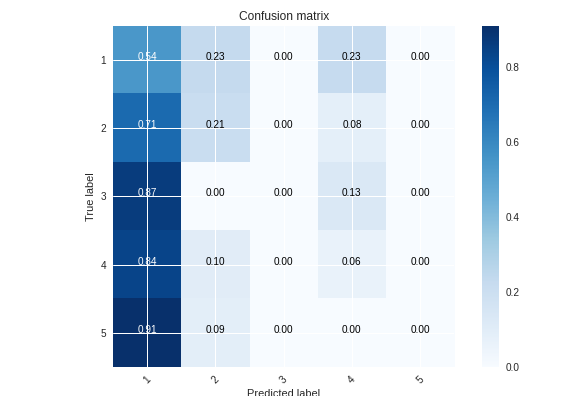 Confusion matrix
1 0.54 0.23 0.00 0.23 0.00
2 0.71 0.21 0.00 0.08 0.00
3 0.87 0.00 0.00 0.13 0.00
4 0.84 0.10 0.00 0.06 0.00
5 0.91 0.09 0.00 0.00 0.00
True label
1 2 3 4 5
Predicted label
0.8
0.6
0.4
0.2
0.0